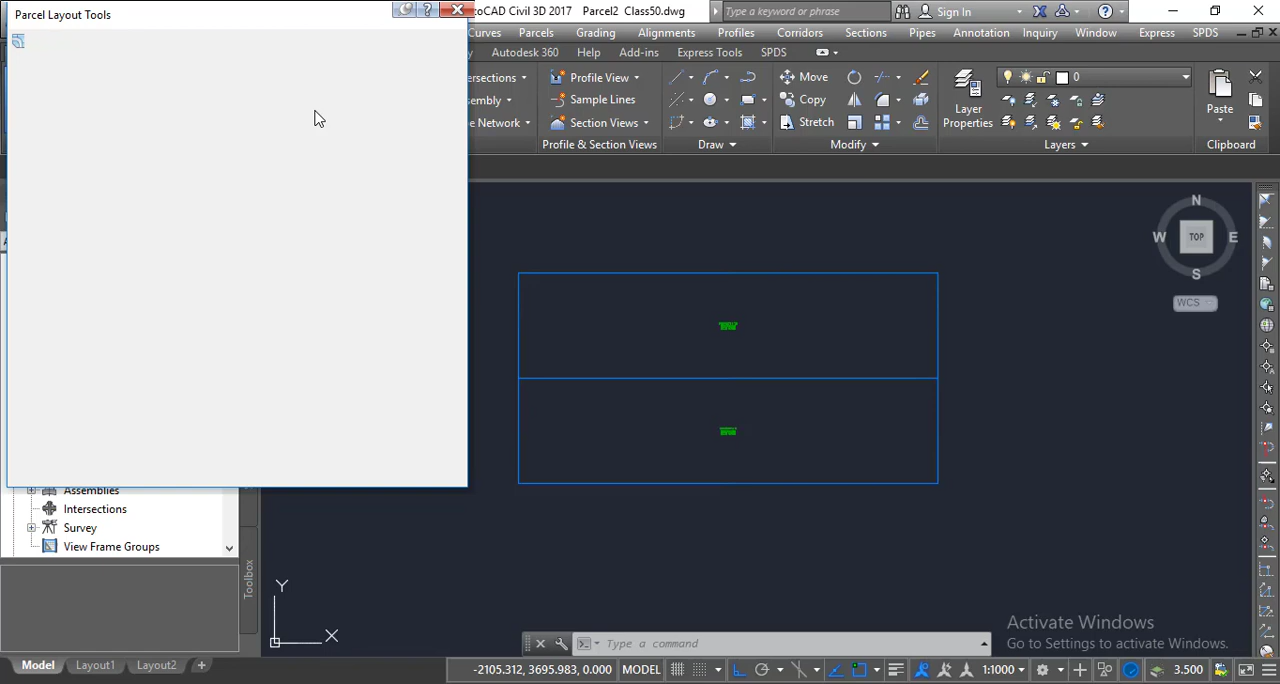 Parcel Layout Tools
toCAD Civil 3D 2017 Parcel2 Class50.dwg
Type a keyword or phrase
Sign In
Curves Parcels Grading Alignments Profiles Corridors Sections Pipes Annotation Inquiry Window Express SPDS
Autodesk 360 Help Add-ins Express Tools SPDS
ersections Profile View Move 0
embly Sample Lines Copy Layer Properties Paste
e Network Section Views Stretch
Profile & Section Views Draw Modify Layers Clipboard
N
W TOP E
S
WCS
Assemblies
Intersections
Survey
View Frame Groups
Toolbox
Y
X
Activate Windows
Go to Settings to activate Windows.
Type a command
Model Layout1 Layout2 +
-2105.312, 3695.983, 0.000 MODEL 1:1000 3.500